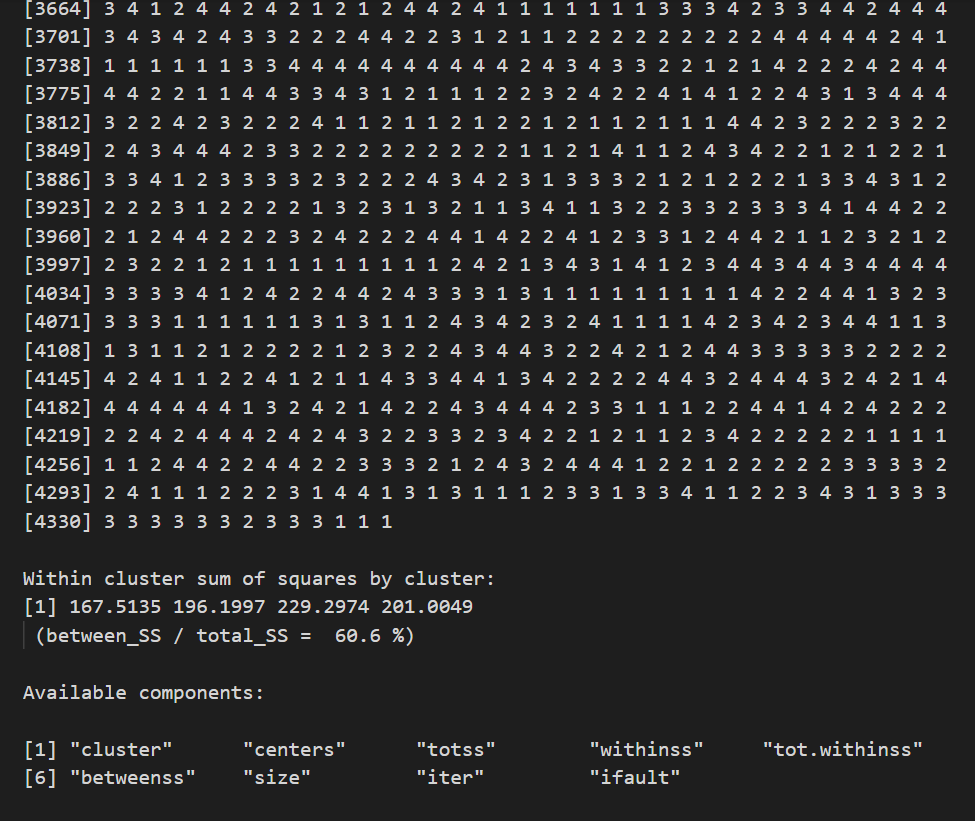 [3664] 3 4 1 2 4 4 2 4 2 1 2 1 2 4 4 2 4 1 1 1 1 1 1 1 3 3 3 4 2 3 3 4 4 2 4 4 4
[3701] 3 4 3 4 2 4 3 3 2 2 2 4 4 2 2 3 1 2 1 1 2 2 2 2 2 2 2 2 2 4 4 4 4 4 2 4 1
[3738] 1 1 1 1 1 1 3 3 4 4 4 4 4 4 4 4 4 4 2 4 3 4 3 3 2 2 1 2 1 4 2 2 2 4 2 4 4
[3775] 4 4 2 2 1 1 4 4 3 3 4 3 1 2 1 1 1 2 2 3 2 4 2 2 4 1 4 1 2 2 4 3 1 3 4 4 4
[3812] 3 2 2 4 2 3 2 2 2 4 1 1 2 1 1 2 1 2 2 1 2 1 1 2 1 1 1 4 4 2 3 2 2 2 3 2 2
[3849] 2 4 3 4 4 4 2 3 3 2 2 2 2 2 2 2 2 2 1 1 2 1 4 1 1 2 4 3 4 2 2 1 2 1 2 2 1
[3886] 3 3 4 1 2 3 3 3 3 2 3 2 2 2 4 3 4 2 3 1 3 3 3 2 1 2 1 2 2 2 1 3 3 4 3 1 2
[3923] 2 2 2 3 1 2 2 2 2 1 3 2 3 1 3 2 1 1 3 4 1 1 3 2 2 3 3 2 3 3 3 4 1 4 4 2 2
[3960] 2 1 2 4 4 2 2 2 3 2 4 2 2 2 4 4 1 4 2 2 4 1 2 3 3 1 2 4 4 2 1 1 2 3 2 1 2
[3997] 2 3 2 2 1 2 1 1 1 1 1 1 1 1 1 2 4 2 1 3 4 3 1 4 1 2 3 4 4 3 4 4 3 4 4 4 4
[4034] 3 3 3 3 4 1 2 4 2 2 4 4 2 4 3 3 3 1 3 1 1 1 1 1 1 1 1 1 4 2 2 4 4 1 3 2 3
[4071] 3 3 3 1 1 1 1 1 1 3 1 3 1 1 2 4 3 4 2 3 2 4 1 1 1 1 4 2 3 4 2 3 4 4 1 1 3
[4108] 1 3 1 1 2 1 2 2 2 2 1 2 3 2 2 4 3 4 4 3 2 2 4 2 1 2 4 4 3 3 3 3 3 2 2 2 2
[4145] 4 2 4 1 1 2 2 4 1 2 1 1 4 3 3 4 4 1 3 4 2 2 2 2 4 4 3 2 4 4 4 3 2 4 2 1 4
[4182] 4 4 4 4 4 4 1 3 2 4 2 1 4 2 2 4 3 4 4 4 2 3 3 1 1 1 2 2 4 4 1 4 2 4 2 2 2
[4219] 2 2 4 2 4 4 4 2 4 2 4 3 2 2 3 3 2 3 4 2 2 1 2 1 1 2 3 4 2 2 2 2 2 1 1 1 1
[4256] 1 1 2 4 4 2 2 4 4 2 2 3 3 3 2 1 2 4 3 2 4 4 4 1 2 2 1 2 2 2 2 2 3 3 3 3 2
[4293] 2 4 1 1 1 2 2 2 3 1 4 4 1 3 1 3 1 1 1 2 3 3 1 3 3 4 1 1 2 2 3 4 3 1 3 3 3
[4330] 3 3 3 3 3 3 2 3 3 3 1 1 1
Within cluster sum of squares by cluster:
[1] 167.5135 196.1997 229.2974 201.0049
(between_SS / total_SS =  60.6 %)
Available components:
[1] "cluster"      "centers"      "totss"        "withinss"     "tot.withinss"
[6] "betweenss"    "size"         "iter"         "ifault"